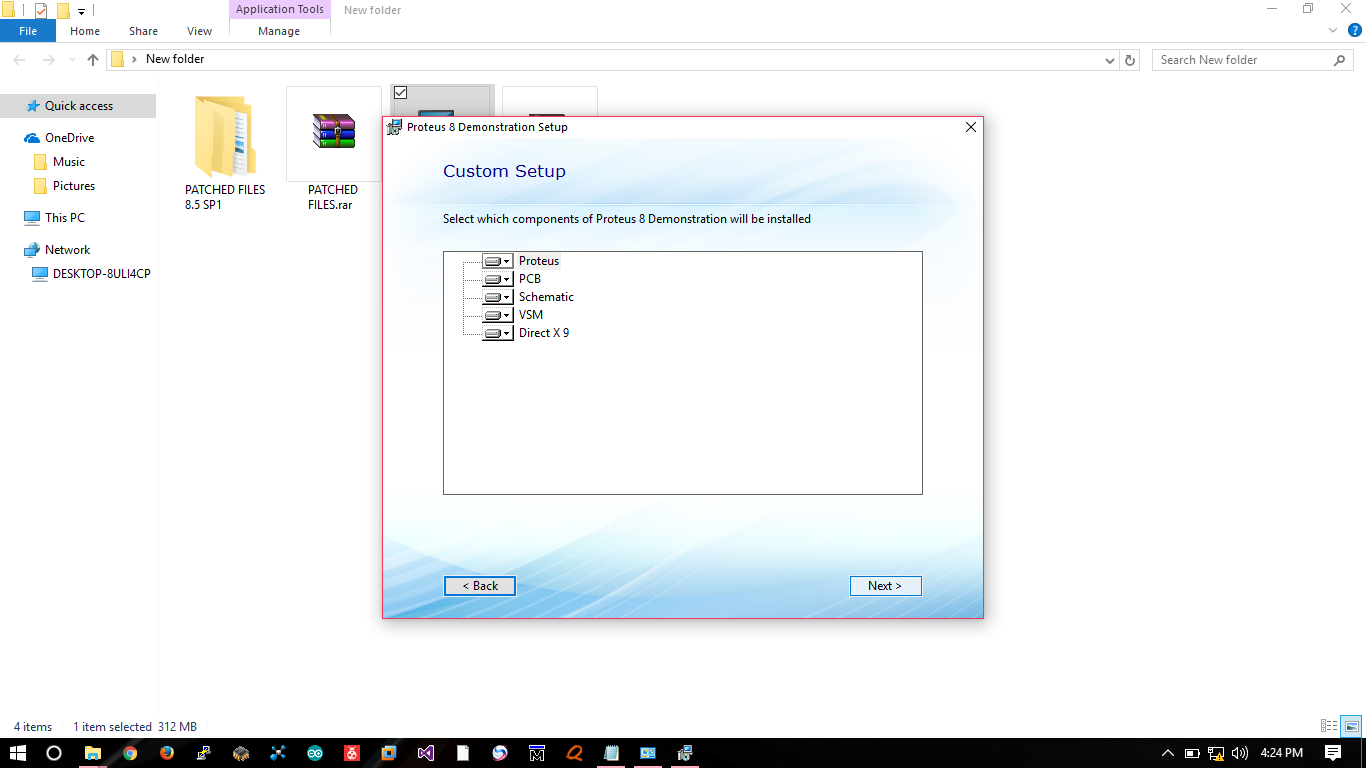 Application Tools
New folder
File
Home
Share
View
Manage
New folder
Search New folder
Quick access
OneDrive
Music
Pictures
This PC
Network
DESKTOP-8ULI4CP
PATCHED FILES
8.5 SP1
PATCHED
FILES.rar
Proteus 8 Demonstration Setup
Custom Setup
Select which components of Proteus 8 Demonstration will be installed
Proteus
PCB
Schematic
VSM
Direct X 9
< Back
Next >
4 items
1 item selected 312 MB
4:24 PM